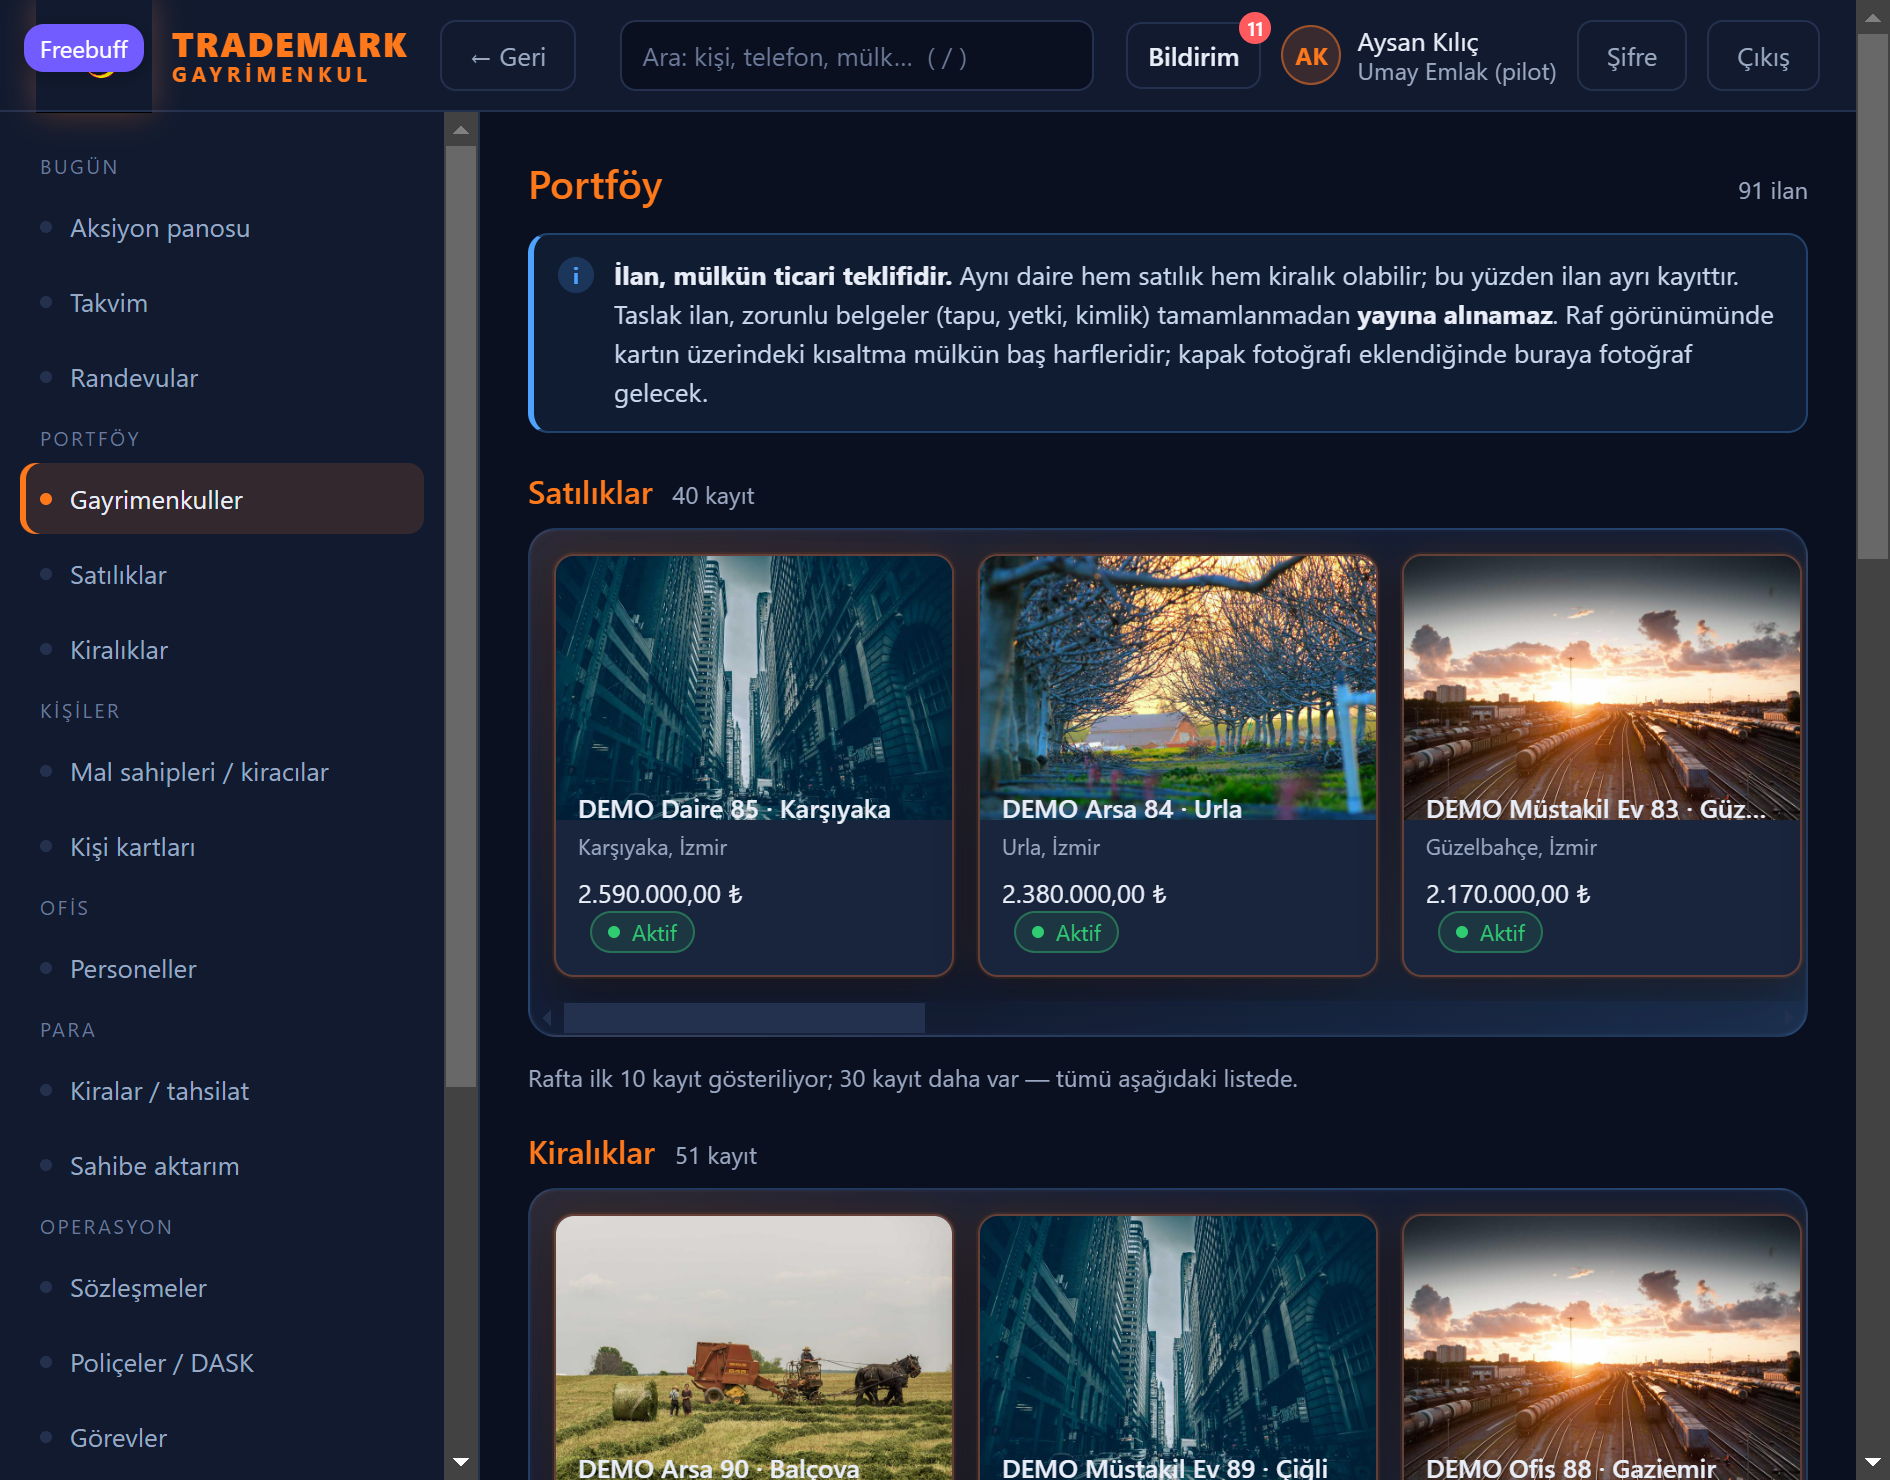 Freebuff
TRADEMARK
GAYRİMENKUL
← Geri
Ara: kişi, telefon, mülk... ( / )
Bildirim
11
AK
Aysan Kılıç
Umay Emlak (pilot)
Şifre
Çıkış
BUGÜN
Aksiyon panosu
Takvim
Randevular
PORTFÖY
Gayrimenkuller
Satılıklar
Kiralıklar
KİŞİLER
Mal sahipleri / kiracılar
Kişi kartları
OFİS
Personeller
PARA
Kiralar / tahsilat
Sahibe aktarım
OPERASYON
Sözleşmeler
Poliçeler / DASK
Görevler
Portföy
91 ilan
i
İlan, mülkün ticari teklifidir. Aynı daire hem satılık hem kiralık olabilir; bu yüzden ilan ayrı kayıttır.
Taslak ilan, zorunlu belgeler (tapu, yetki, kimlik) tamamlanmadan yayına alınamaz. Raf görünümünde
kartın üzerindeki kısaltma mülkün baş harfleridir; kapak fotoğrafı eklendiğinde buraya fotoğraf
gelecek.
Satılıklar 40 kayıt
DEMO Daire 85 · Karşıyaka
Karşıyaka, İzmir
2.590.000,00 ₺
Aktif
DEMO Arsa 84 · Urla
Urla, İzmir
2.380.000,00 ₺
Aktif
DEMO Müstakil Ev 83 · Güz...
Güzelbahçe, İzmir
2.170.000,00 ₺
Aktif
Rafta ilk 10 kayıt gösteriliyor; 30 kayıt daha var — tümü aşağıdaki listede.
Kiralıklar 51 kayıt
DEMO Arsa 90 · Balçova
DEMO Müstakil Ev 89 · Çiğli
DEMO Ofis 88 · Gaziemir